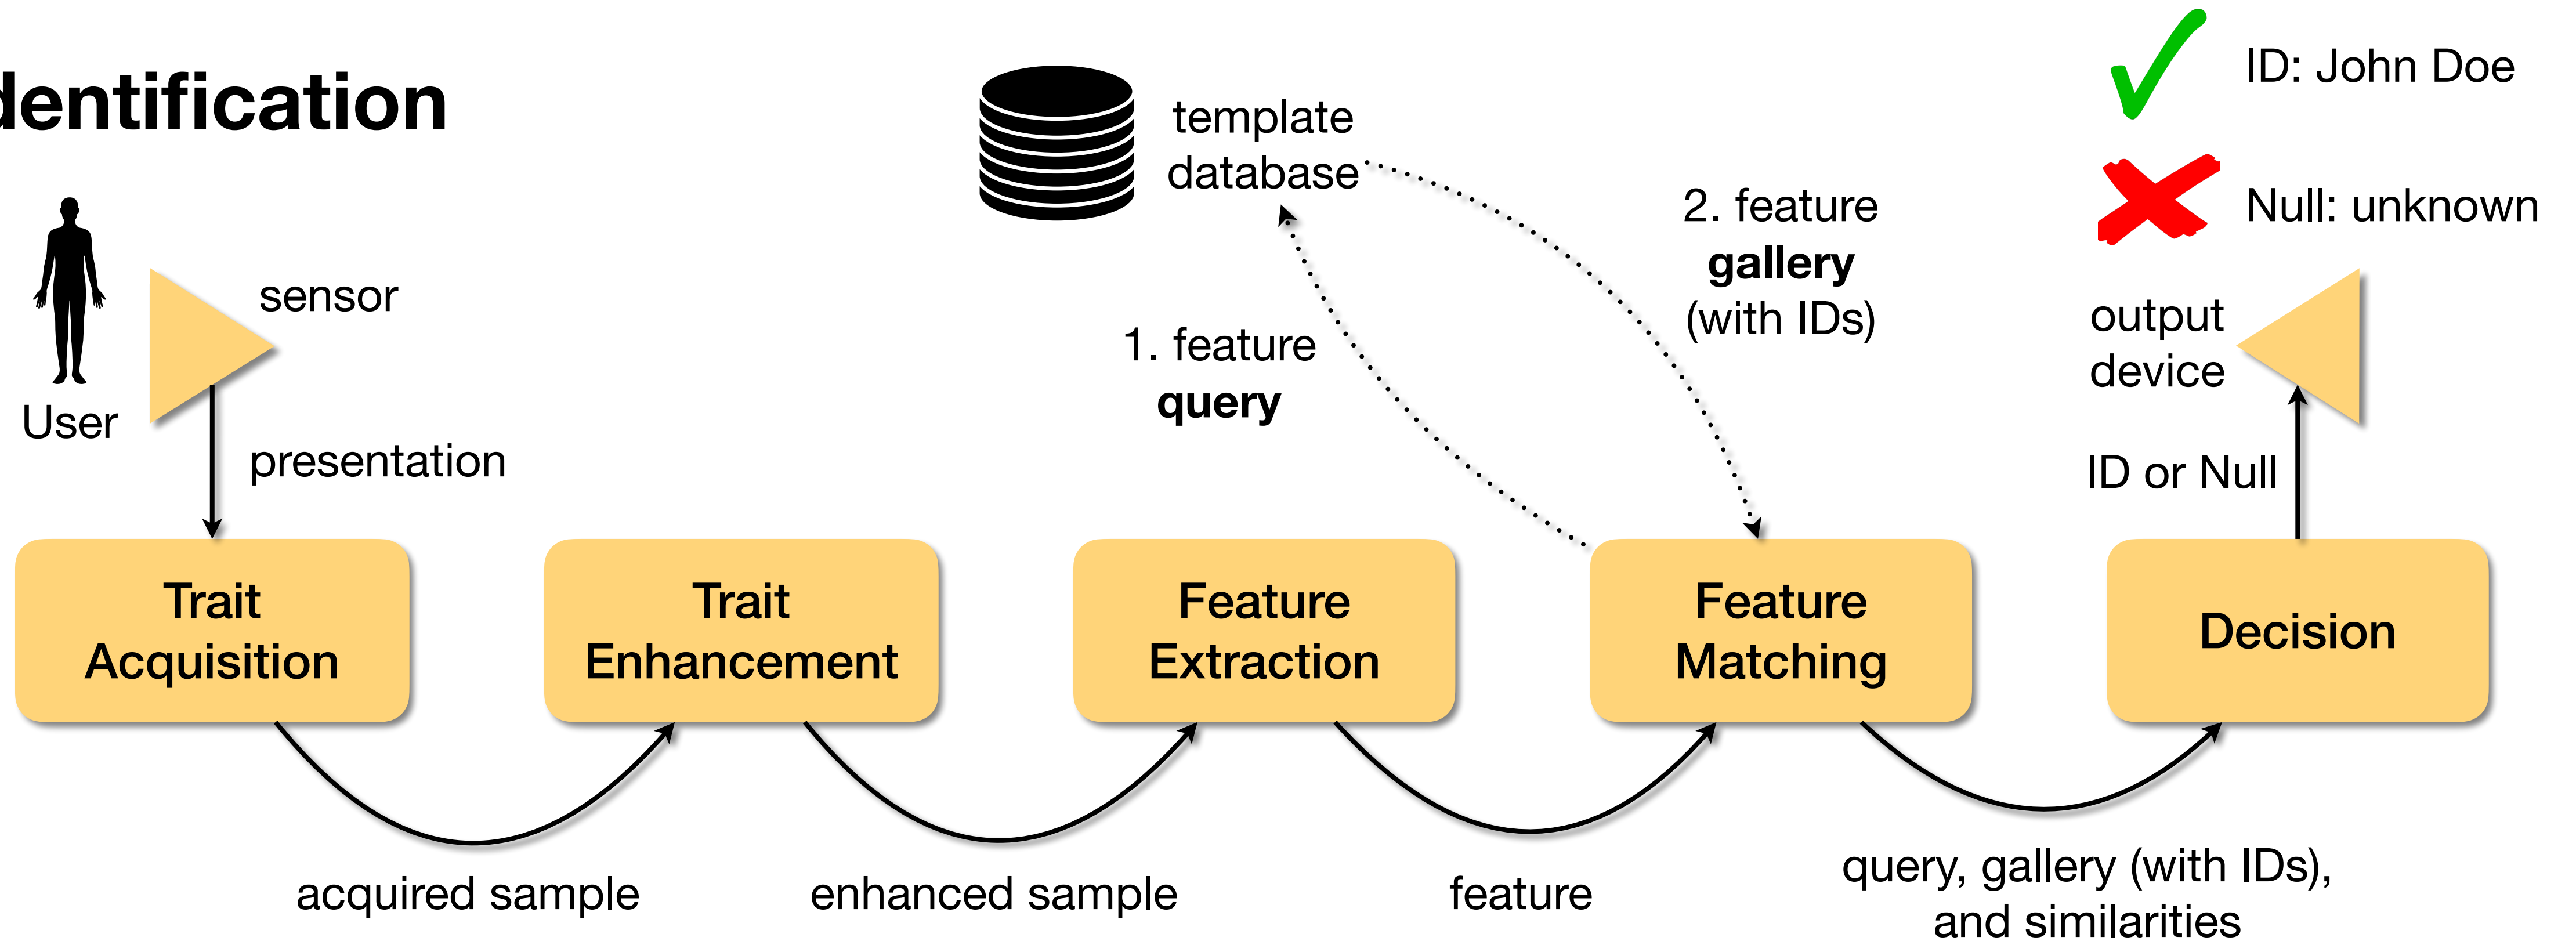 dentification
User
sensor
presentation
template
database
1. feature
query
2. feature
gallery
(with IDs)
ID: John Doe
Null: unknown
output
device
ID or Null
Trait
Acquisition
Trait
Enhancement
Feature
Extraction
Feature
Matching
Decision
acquired sample
enhanced sample
feature
query, gallery (with IDs),
and similarities